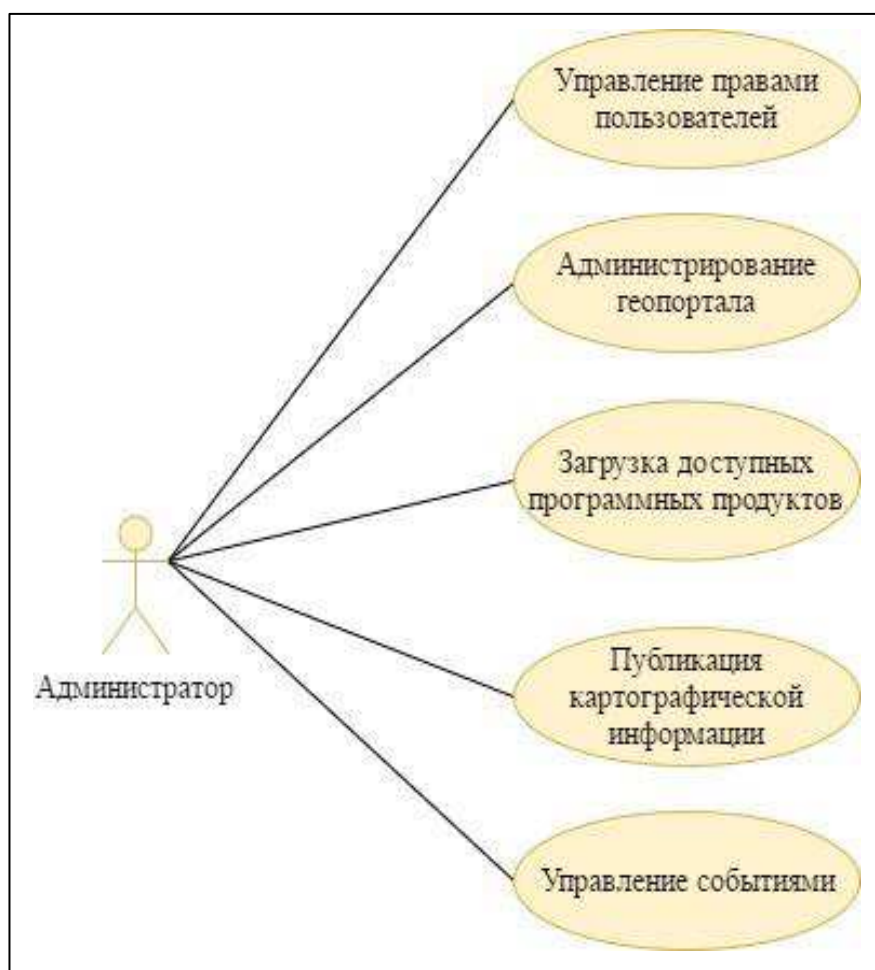 Управление правами
пользователей
Администрирование
геопортала
Загрузка доступных
программных продуктов
Администратор
Публикация
картографической
информации
Управление событиями